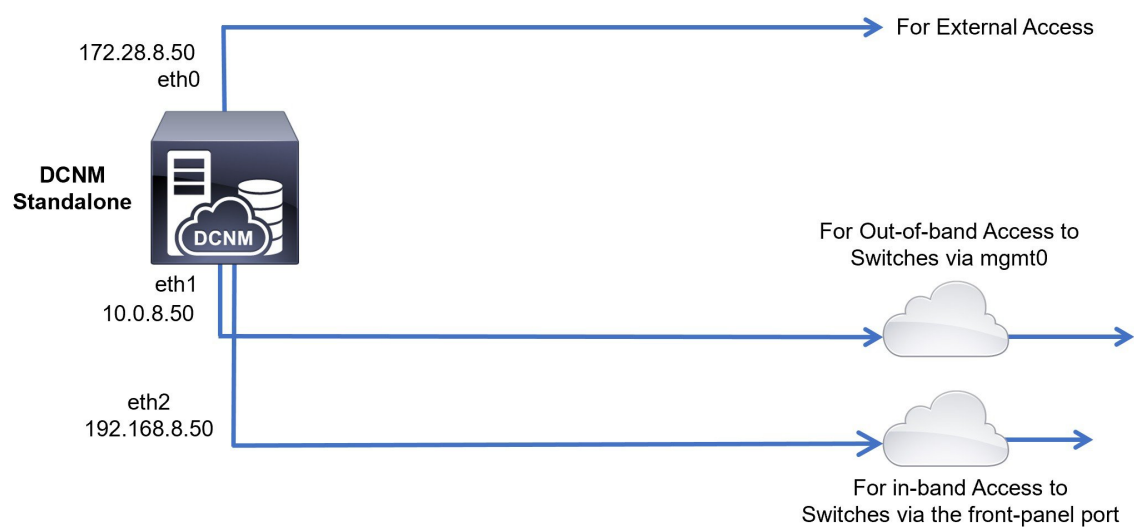 For External Access
172.28.8.50
eth0
DCNM
Standalone
DCNM
eth1
10.0.8.50
For Out-of-band Access to
Switches via mgmt0
eth2
192.168.8.50
For in-band Access to
Switches via the front-panel port